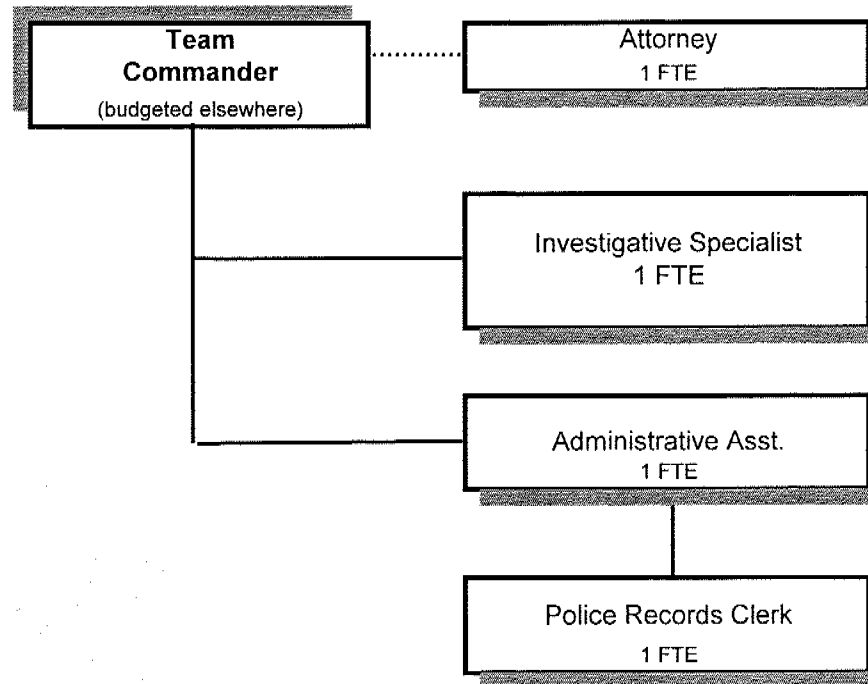 Team
Commander
(budgeted elsewhere)
Attorney
1 FTE
Investigative Specialist
1 FTE
Administrative Asst.
1 FTE
Police Records Clerk
1 FTE